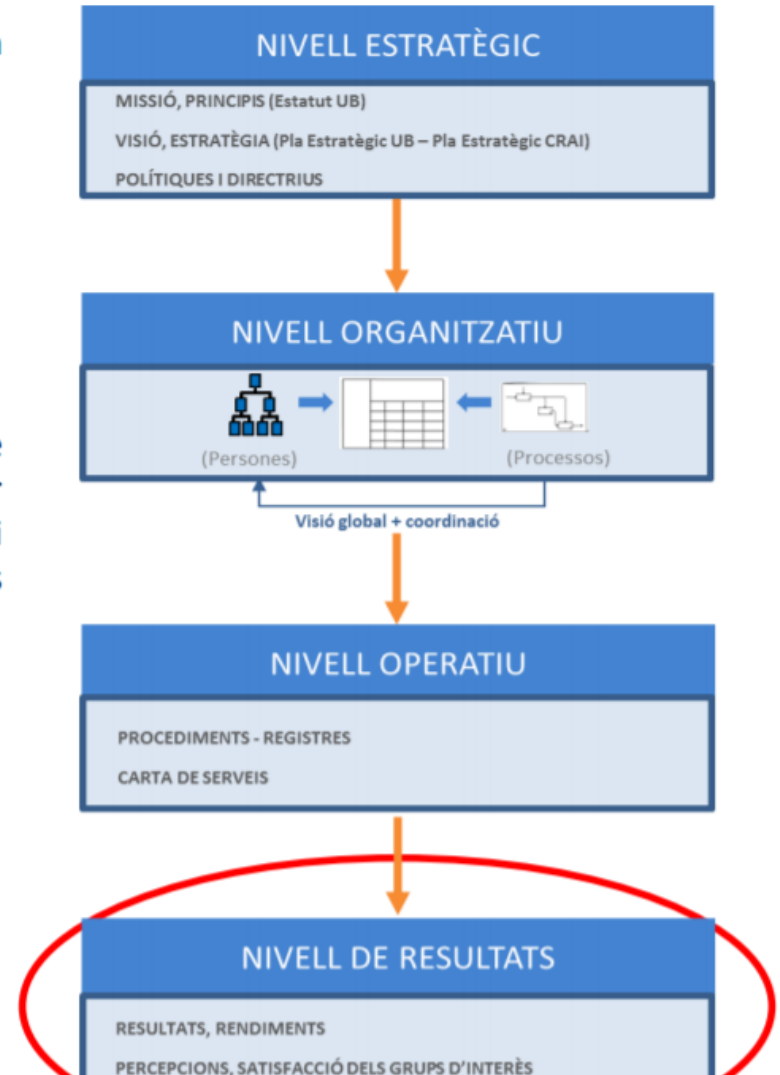 NIVELL ESTRATÈGIC
MISSIÓ, PRINCIPIS (Estatut UB)
VISIÓ, ESTRATÈGIA (Pla Estratègic UB – Pla Estratègic CRAI)
POLÍTIQUES I DIRECTRIUS
NIVELL ORGANITZATIU
(Persones)
(Processos)
Visió global + coordinació
NIVELL OPERATIU
PROCEDIMENTS - REGISTRES
CARTA DE SERVEIS
NIVELL DE RESULTATS
RESULTATS, RENDIMENTS
PERCEPCIONS, SATISFACCIÓ DELS GRUPS D'INTERÈS